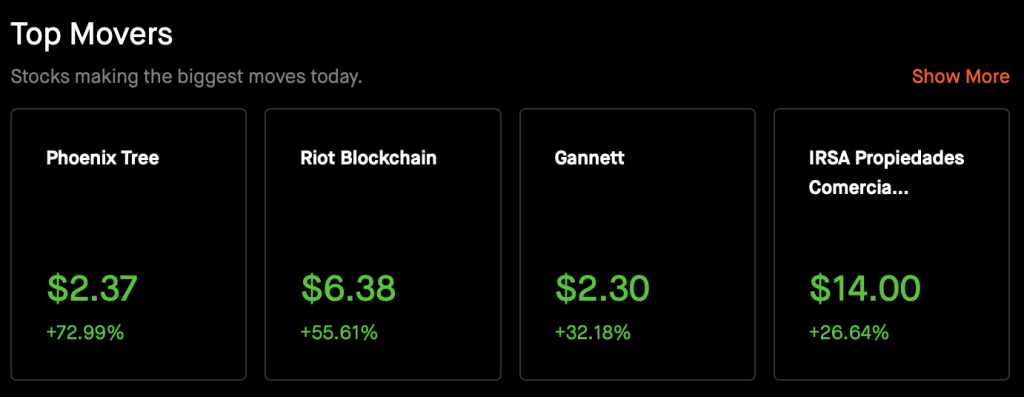 Top Movers
Stocks making the biggest moves today.
Show More
Phoenix Tree
$2.37
+72.99%
Riot Blockchain
$6.38
+55.61%
Gannett
$2.30
+32.18%
IRSA Propiedades
Comercia...
$14.00
+26.64%